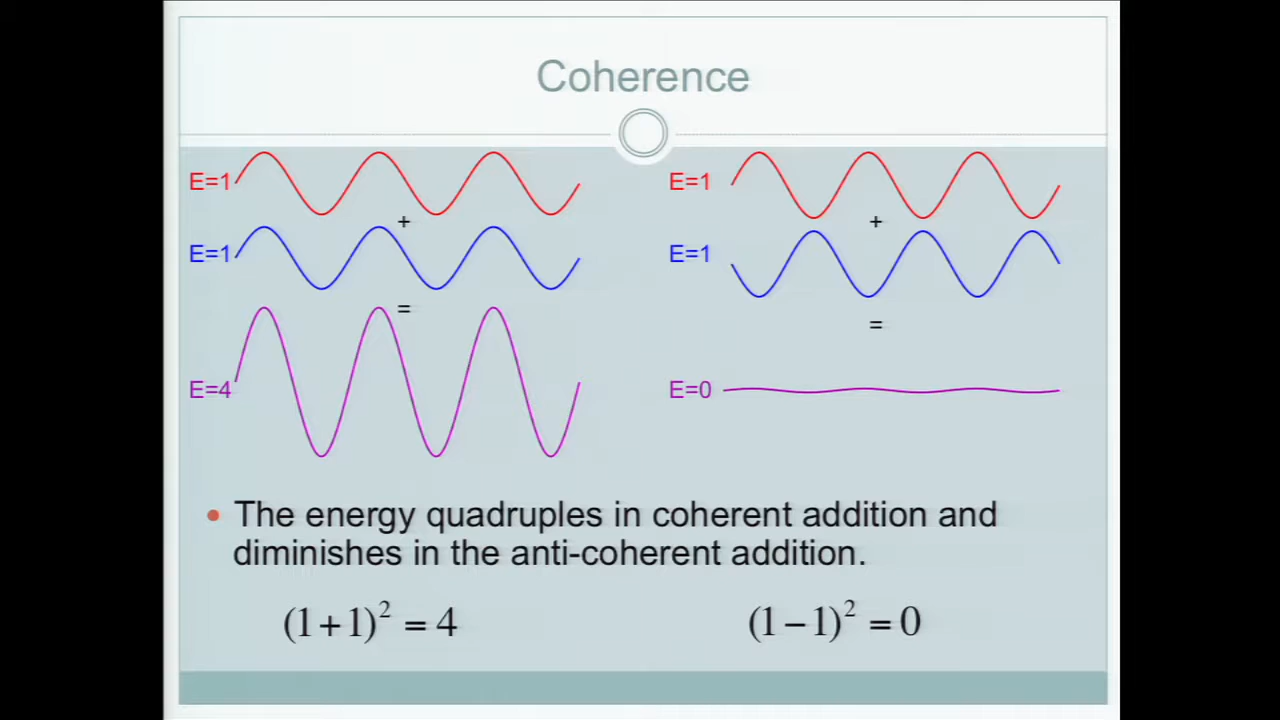 Coherence
E=1
+
E=1
=
E=4
E=1
+
E=1
=
E=0
• The energy quadruples in coherent addition and
diminishes in the anti-coherent addition.
(1+1)² = 4
(1−1)² = 0